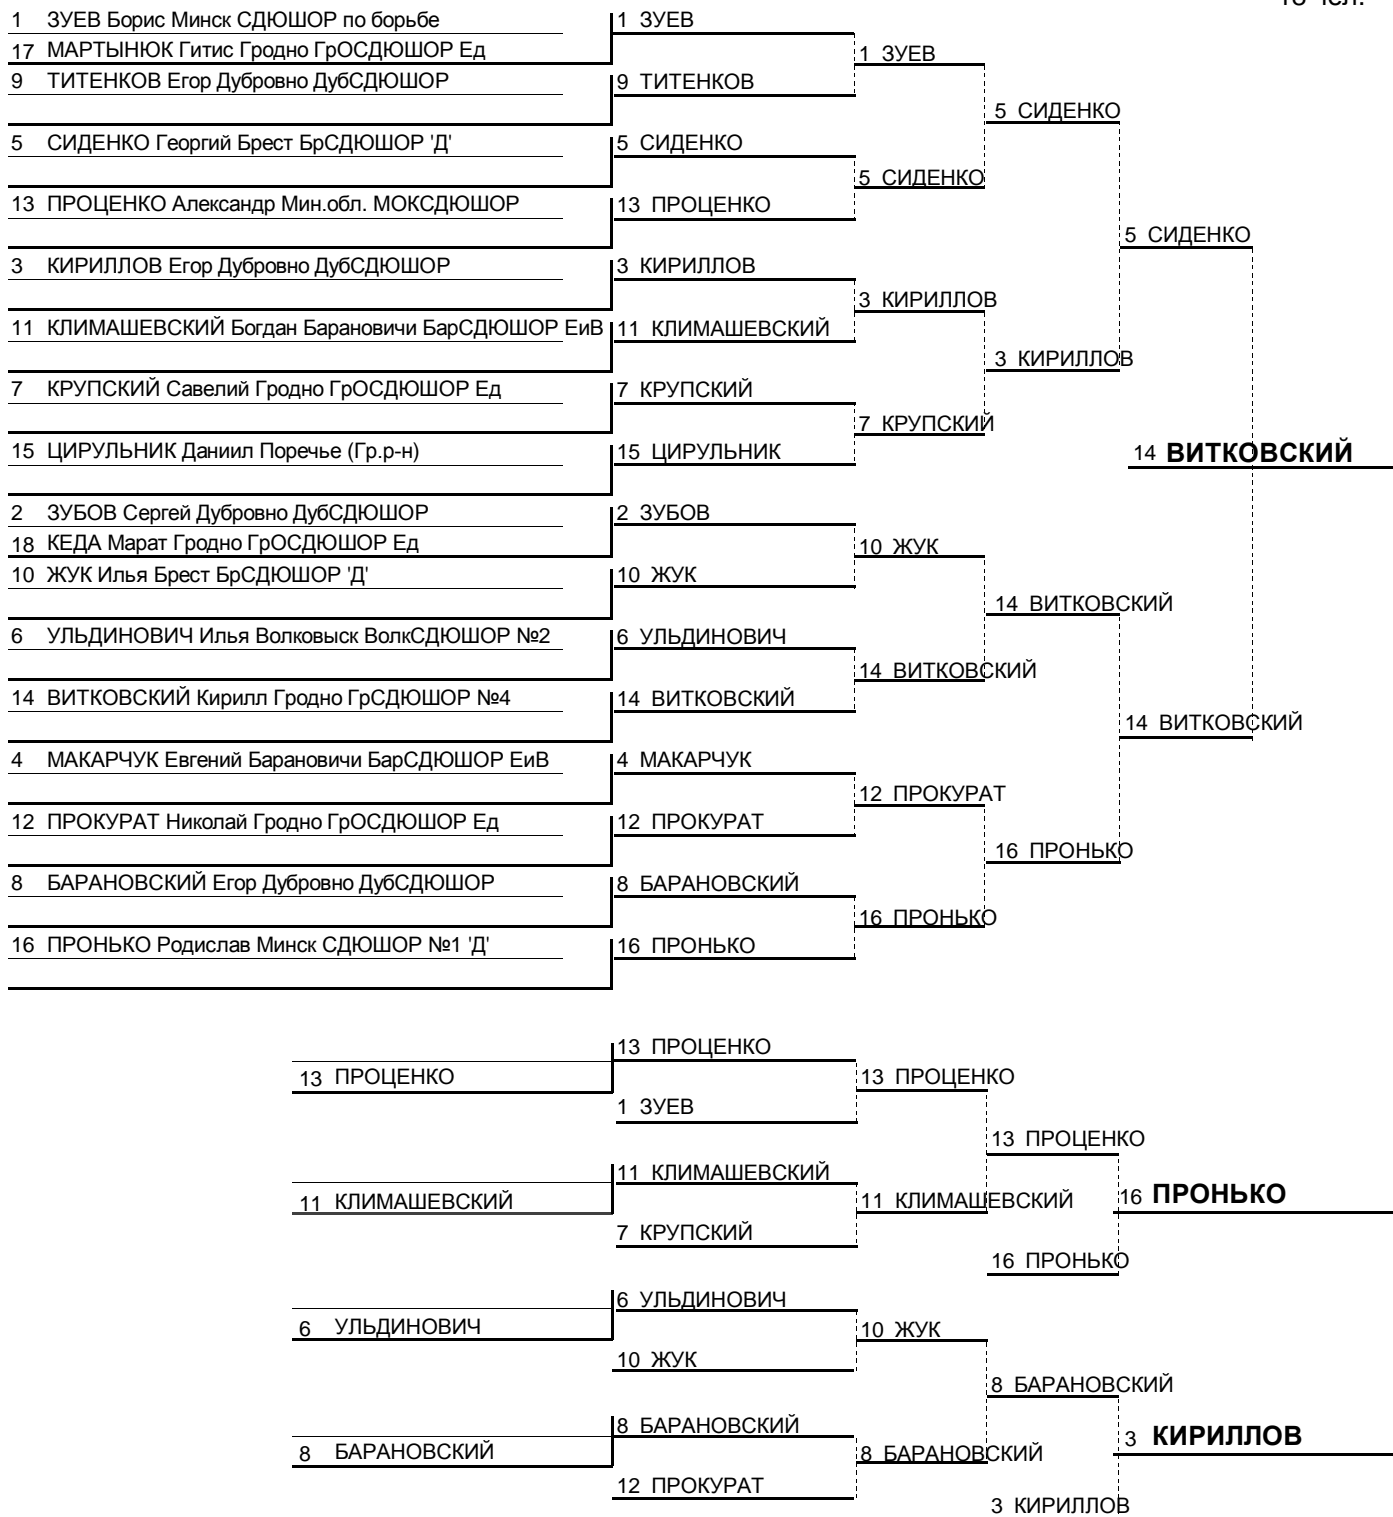 1 ЗУЕВ Борис Минск СДЮШОР по борьбе
17 МАРТЫНЮК Гитис Гродно ГрОСДЮШОР Ед
9 ТИТЕНКОВ Егор Дубровно ДубСДЮШОР
5 СИДЕНКО Георгий Брест БрСДЮШОР 'Д'
13 ПРОЦЕНКО Александр Мин.обл. МОКСДЮШОР
3 КИРИЛЛОВ Егор Дубровно ДубСДЮШОР
11 КЛИМАШЕВСКИЙ Богдан Барановичи БарСДЮШОР ЕиВ
7 КРУПСКИЙ Савелий Гродно ГрОСДЮШОР Ед
15 ЦИРУЛЬНИК Даниил Поречье (Гр.р-н)
2 ЗУБОВ Сергей Дубровно ДубСДЮШОР
18 КЕДА Марат Гродно ГрОСДЮШОР Ед
10 ЖУК Илья Брест БрСДЮШОР 'Д'
6 УЛЬДИНОВИЧ Илья Волковыск ВолкСДЮШОР №2
14 ВИТКОВСКИЙ Кирилл Гродно ГрСДЮШОР №4
4 МАКАРЧУК Евгений Барановичи БарСДЮШОР ЕиВ
12 ПРОКУРАТ Николай Гродно ГрОСДЮШОР Ед
8 БАРАНОВСКИЙ Егор Дубровно ДубСДЮШОР
16 ПРОНЬКО Родислав Минск СДЮШОР №1 'Д'
1 ЗУЕВ
9 ТИТЕНКОВ
5 СИДЕНКО
13 ПРОЦЕНКО
3 КИРИЛЛОВ
11 КЛИМАШЕВСКИЙ
7 КРУПСКИЙ
15 ЦИРУЛЬНИК
2 ЗУБОВ
10 ЖУК
6 УЛЬДИНОВИЧ
14 ВИТКОВСКИЙ
4 МАКАРЧУК
12 ПРОКУРАТ
8 БАРАНОВСКИЙ
16 ПРОНЬКО
1 ЗУЕВ
5 СИДЕНКО
3 КИРИЛЛОВ
7 КРУПСКИЙ
10 ЖУК
14 ВИТКОВСКИЙ
12 ПРОКУРАТ
16 ПРОНЬКО
5 СИДЕНКО
3 КИРИЛЛОВ
14 ВИТКОВСКИЙ
16 ПРОНЬКО
5 СИДЕНКО
14 ВИТКОВСКИЙ
14 ВИТКОВСКИЙ
13 ПРОЦЕНКО
11 КЛИМАШЕВСКИЙ
6 УЛЬДИНОВИЧ
8 БАРАНОВСКИЙ
13 ПРОЦЕНКО
1 ЗУЕВ
11 КЛИМАШЕВСКИЙ
7 КРУПСКИЙ
6 УЛЬДИНОВИЧ
10 ЖУК
8 БАРАНОВСКИЙ
12 ПРОКУРАТ
13 ПРОЦЕНКО
11 КЛИМАШЕВСКИЙ
10 ЖУК
8 БАРАНОВСКИЙ
13 ПРОЦЕНКО
16 ПРОНЬКО
8 БАРАНОВСКИЙ
3 КИРИЛЛОВ
16 ПРОНЬКО
3 КИРИЛЛОВ